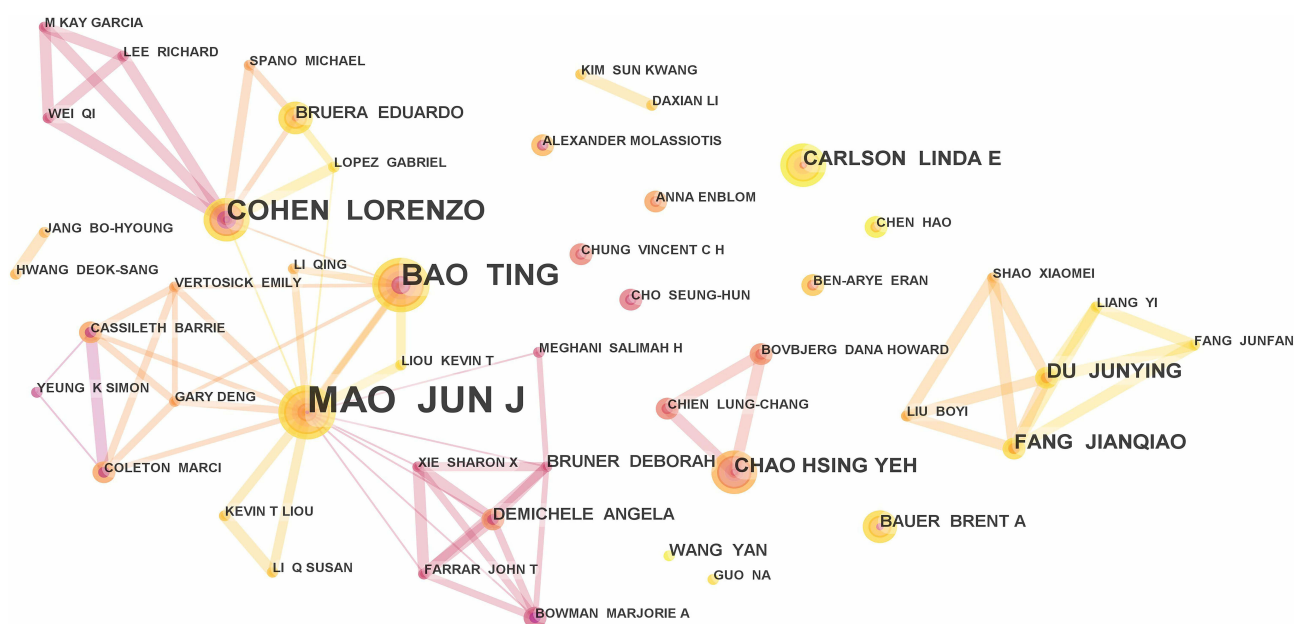 M KAY GARCIA
LEE RICHARD
SPANO MICHAEL
KIM SUN KWANG
DAXIAN LI
WEI QI
BRUERA EDUARDO
ALEXANDER MOLASSIOTIS
LOPEZ GABRIEL
CARLSON LINDA E
ANNA ENBLOM
COHEN LORENZO
CHEN HAO
JANG BO-HYOUNG
CHUNG VINCENT C H
HWANG DEOK-SANG
LI QING
VERTOSICK EMILY
BAO TING
BEN-ARYE ERAN
SHAO XIAOMEI
CHO SEUNG-HUN
LIANG YI
CASSILETH BARRIE
FANG JUNFAN
MEGHANI SALIMAH H
BOVBJERG DANA HOWARD
LIOU KEVIN T
DU JUNYING
YEUNG K SIMON
GARY DENG
MAO JUN J
CHIEN LUNG-CHANG
LIU BOYI
FANG JIANQIAO
COLETON MARCI
XIE SHARON X
BRUNER DEBORAH
CHAO HSING YEH
KEVIN T LIOU
DEMICHELE ANGELA
BAUER BRENT A
WANG YAN
LI Q SUSAN
FARRAR JOHN T
GUO NA
BOWMAN MARJORIE A